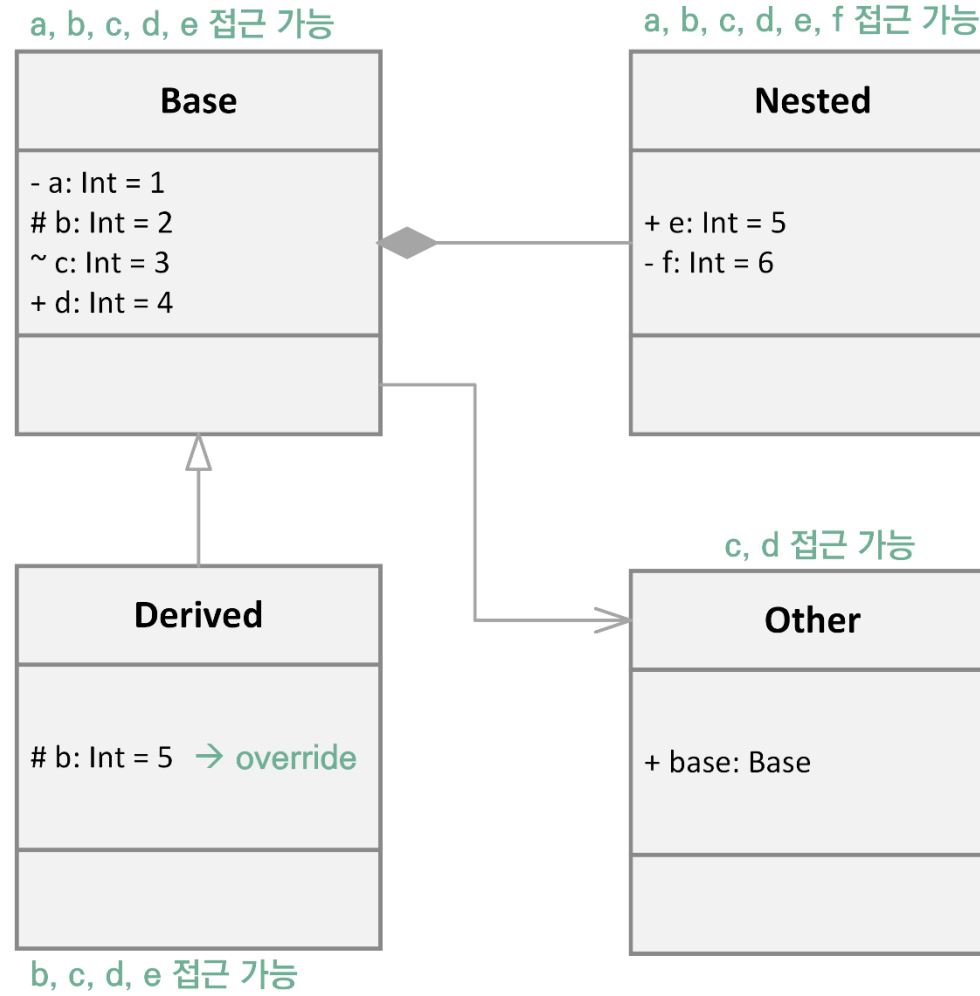 a, b, c, d, e 접근 가능
Base
- a: Int = 1
# b: Int = 2
~ c: Int = 3
+ d: Int = 4
a, b, c, d, e, f 접근 가능
Nested
+ e: Int = 5
- f: Int = 6
Derived
# b: Int = 5 → override
b, c, d, e 접근 가능
c, d 접근 가능
Other
+ base: Base